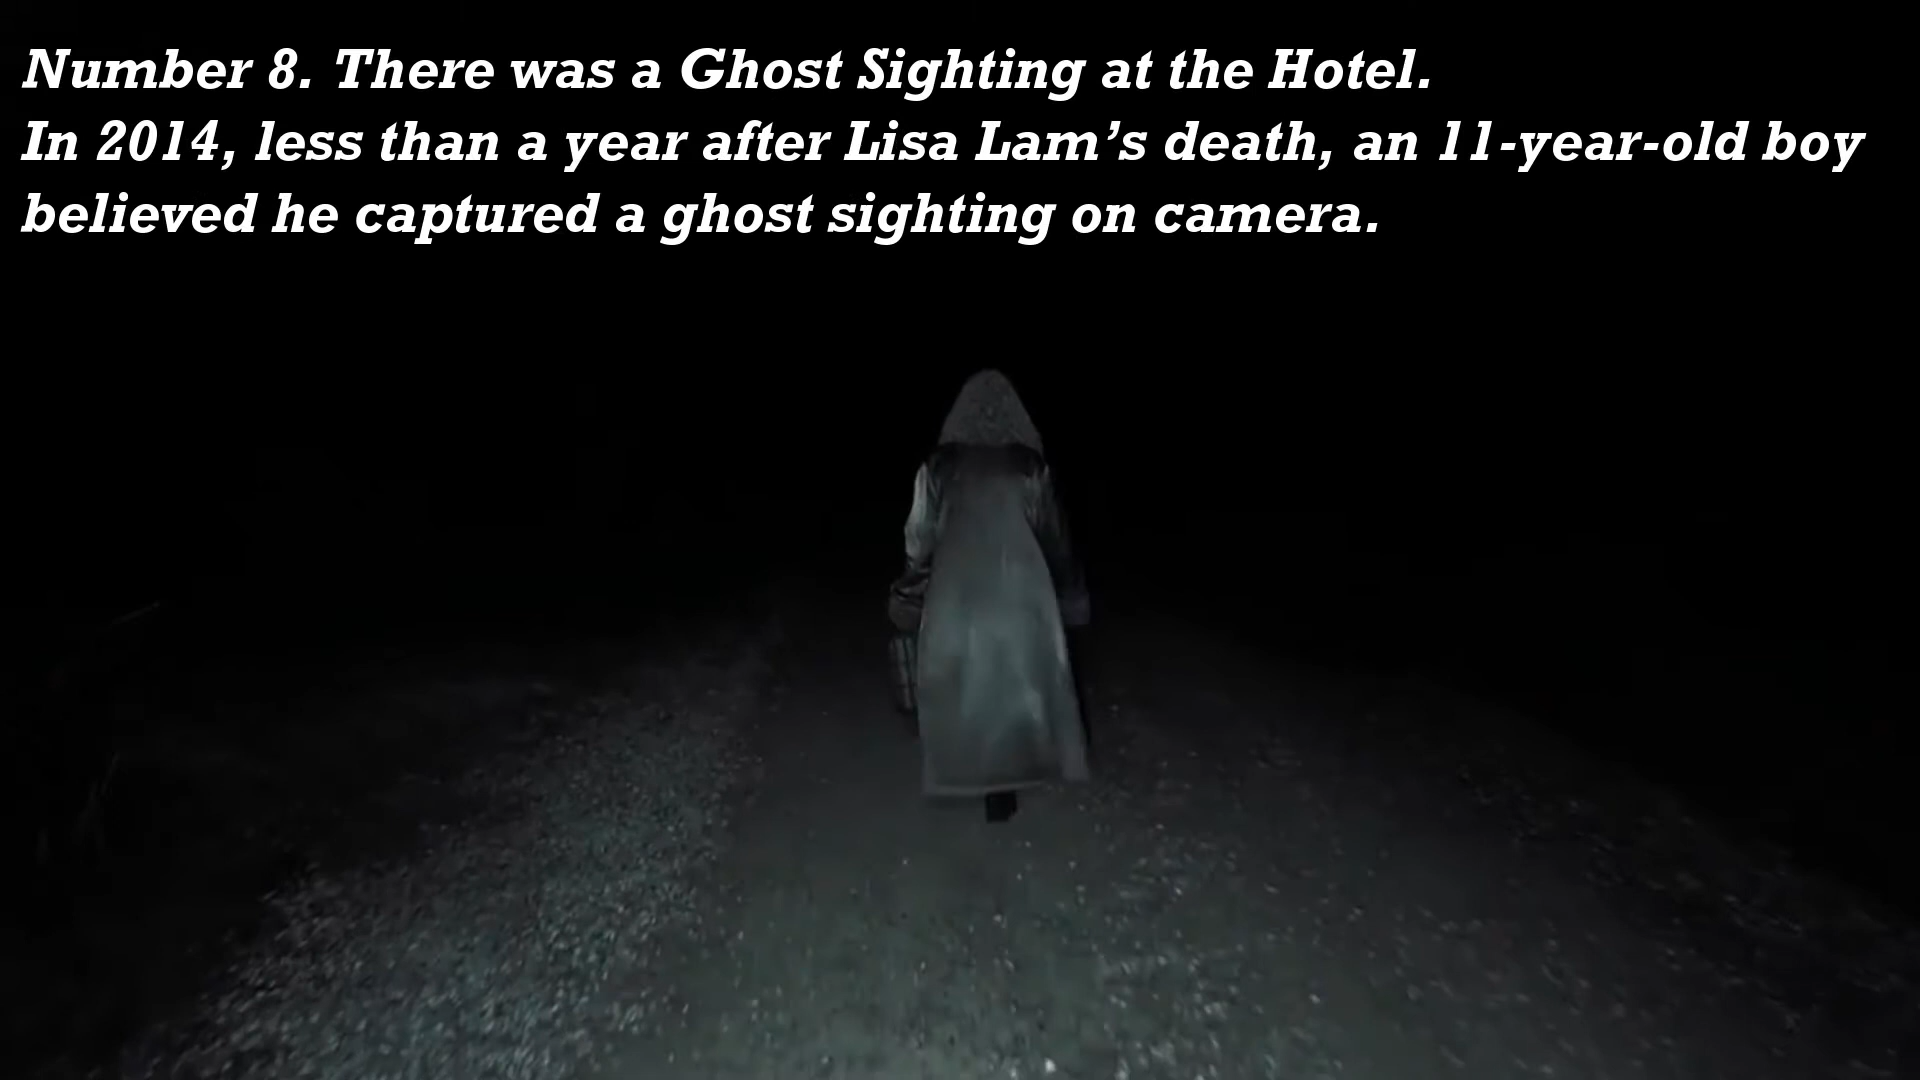 Number 8. There was a Ghost Sighting at the Hotel.
In 2014, less than a year after Lisa Lam’s death, an 11-year-old boy
believed he captured a ghost sighting on camera.